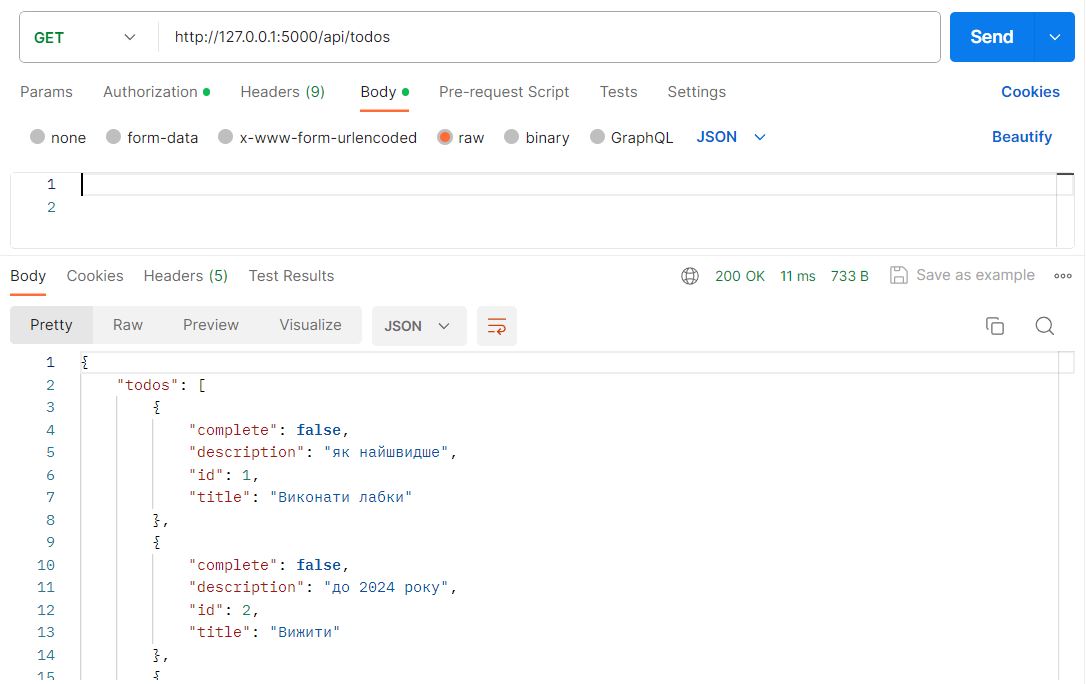 GET http://127.0.0.1:5000/api/todos Send
Params Authorization Headers (9) Body Pre-request Script Tests Settings Cookies
none form-data x-www-form-urlencoded raw binary GraphQL JSON Beautify
1
2
Body Cookies Headers (5) Test Results 200 OK 11 ms 733 B Save as example
Pretty Raw Preview Visualize JSON
1 {
2 "todos": [
3 {
4 "complete": false,
5 "description": "як найшвидше",
6 "id": 1,
7 "title": "Виконати лабки"
8 },
9 {
10 "complete": false,
11 "description": "до 2024 року",
12 "id": 2,
13 "title": "Вижити"
14 },
15 {